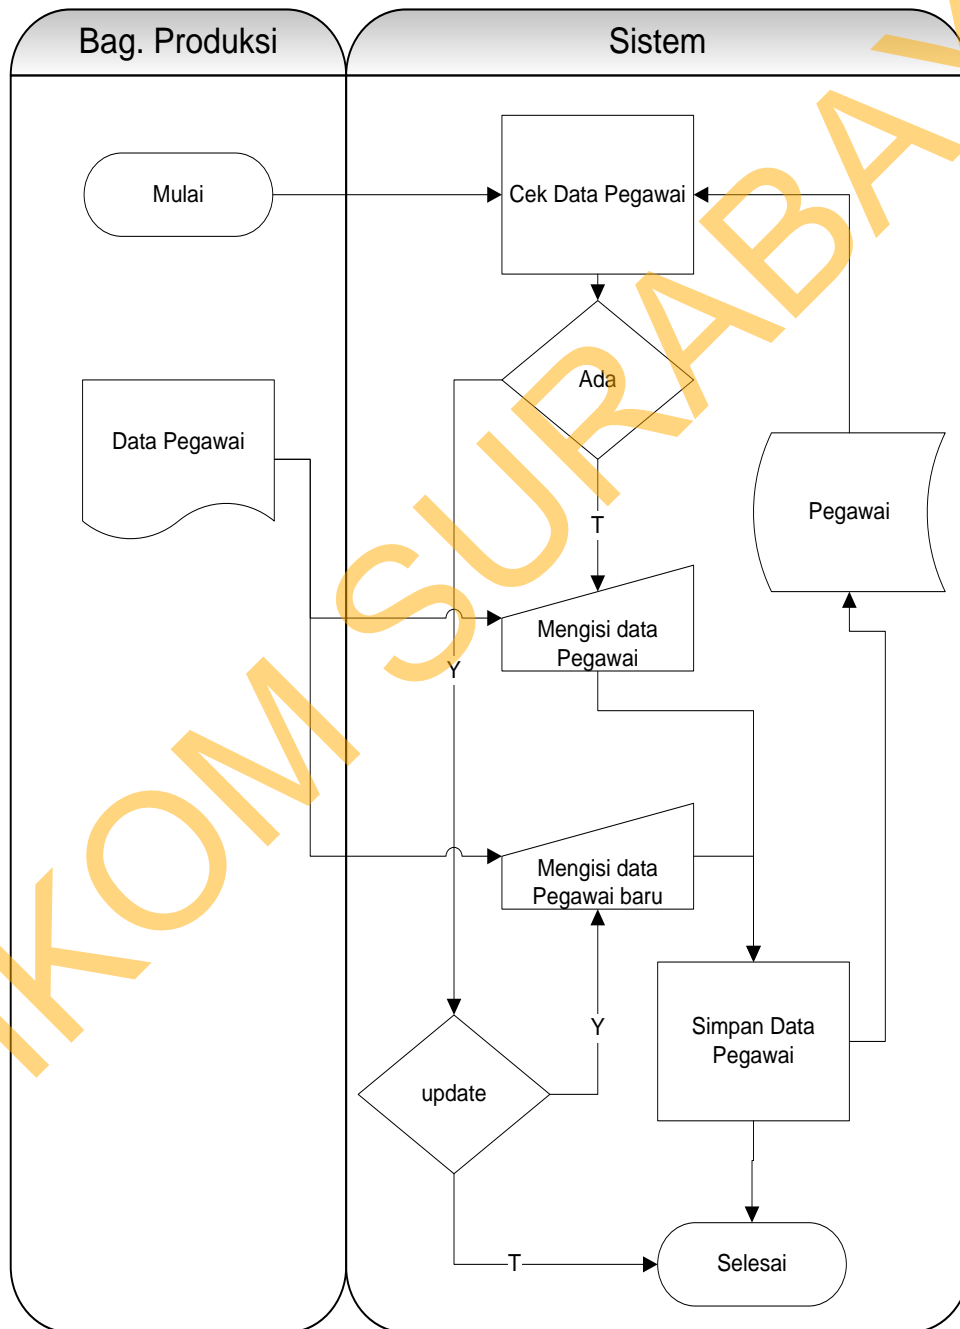 Bag. Produksi
Sistem
Mulai
Cek Data Pegawai
Ada
Data Pegawai
Pegawai
T
Mengisi data
Pegawai
Y
Mengisi data
Pegawai baru
Simpan Data
Pegawai
Y
update
T
Selesai
IKOM SURABAYA